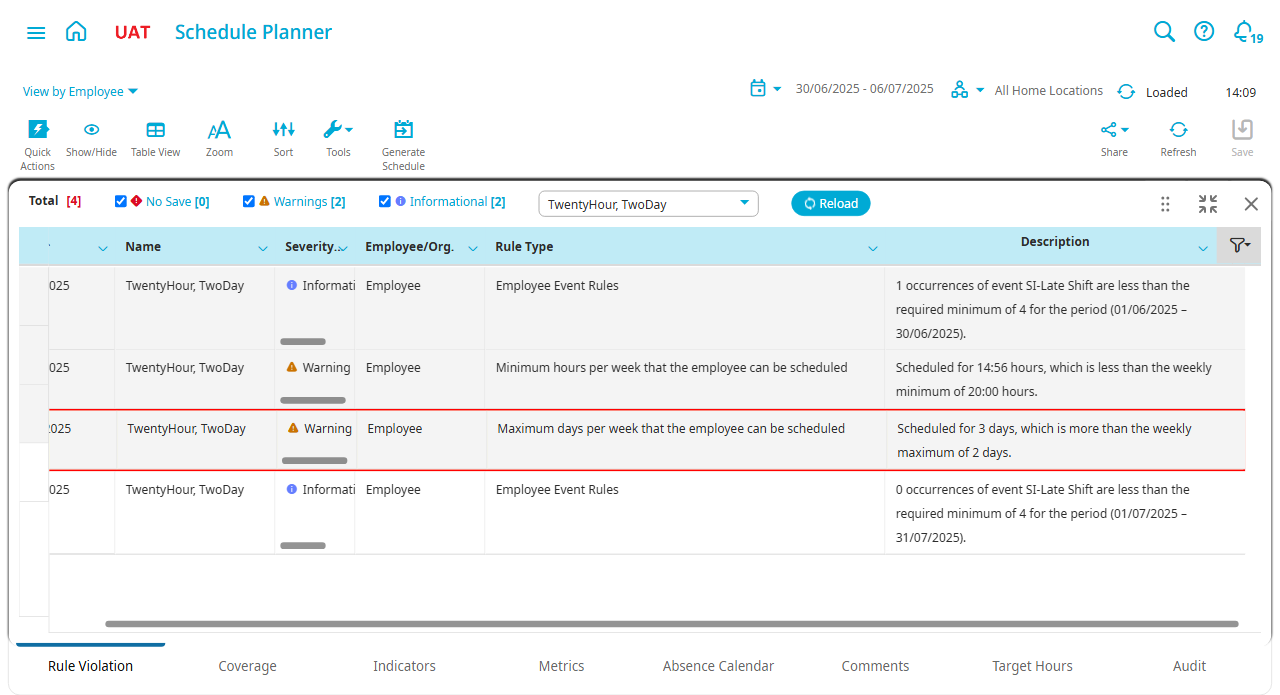 UAT Schedule Planner 19
View by Employee 30/06/2025 - 06/07/2025 All Home Locations Loaded 14:09
Quick Actions Show/Hide Table View Zoom Sort Tools Generate Schedule Share Refresh Save
Total [4] No Save [0] Warnings [2] Informational [2] TwentyHour, TwoDay Reload
Name Severity... Employee/Org. Rule Type Description
025 TwentyHour, TwoDay Informati Employee Employee Event Rules 1 occurrences of event SI-Late Shift are less than the
required minimum of 4 for the period (01/06/2025 –
30/06/2025).
025 TwentyHour, TwoDay Warning Employee Minimum hours per week that the employee can be scheduled Scheduled for 14:56 hours, which is less than the weekly
minimum of 20:00 hours.
2025 TwentyHour, TwoDay Warning Employee Maximum days per week that the employee can be scheduled Scheduled for 3 days, which is more than the weekly
maximum of 2 days.
025 TwentyHour, TwoDay Informati Employee Employee Event Rules 0 occurrences of event SI-Late Shift are less than the
required minimum of 4 for the period (01/07/2025 –
31/07/2025).
Rule Violation Coverage Indicators Metrics Absence Calendar Comments Target Hours Audit